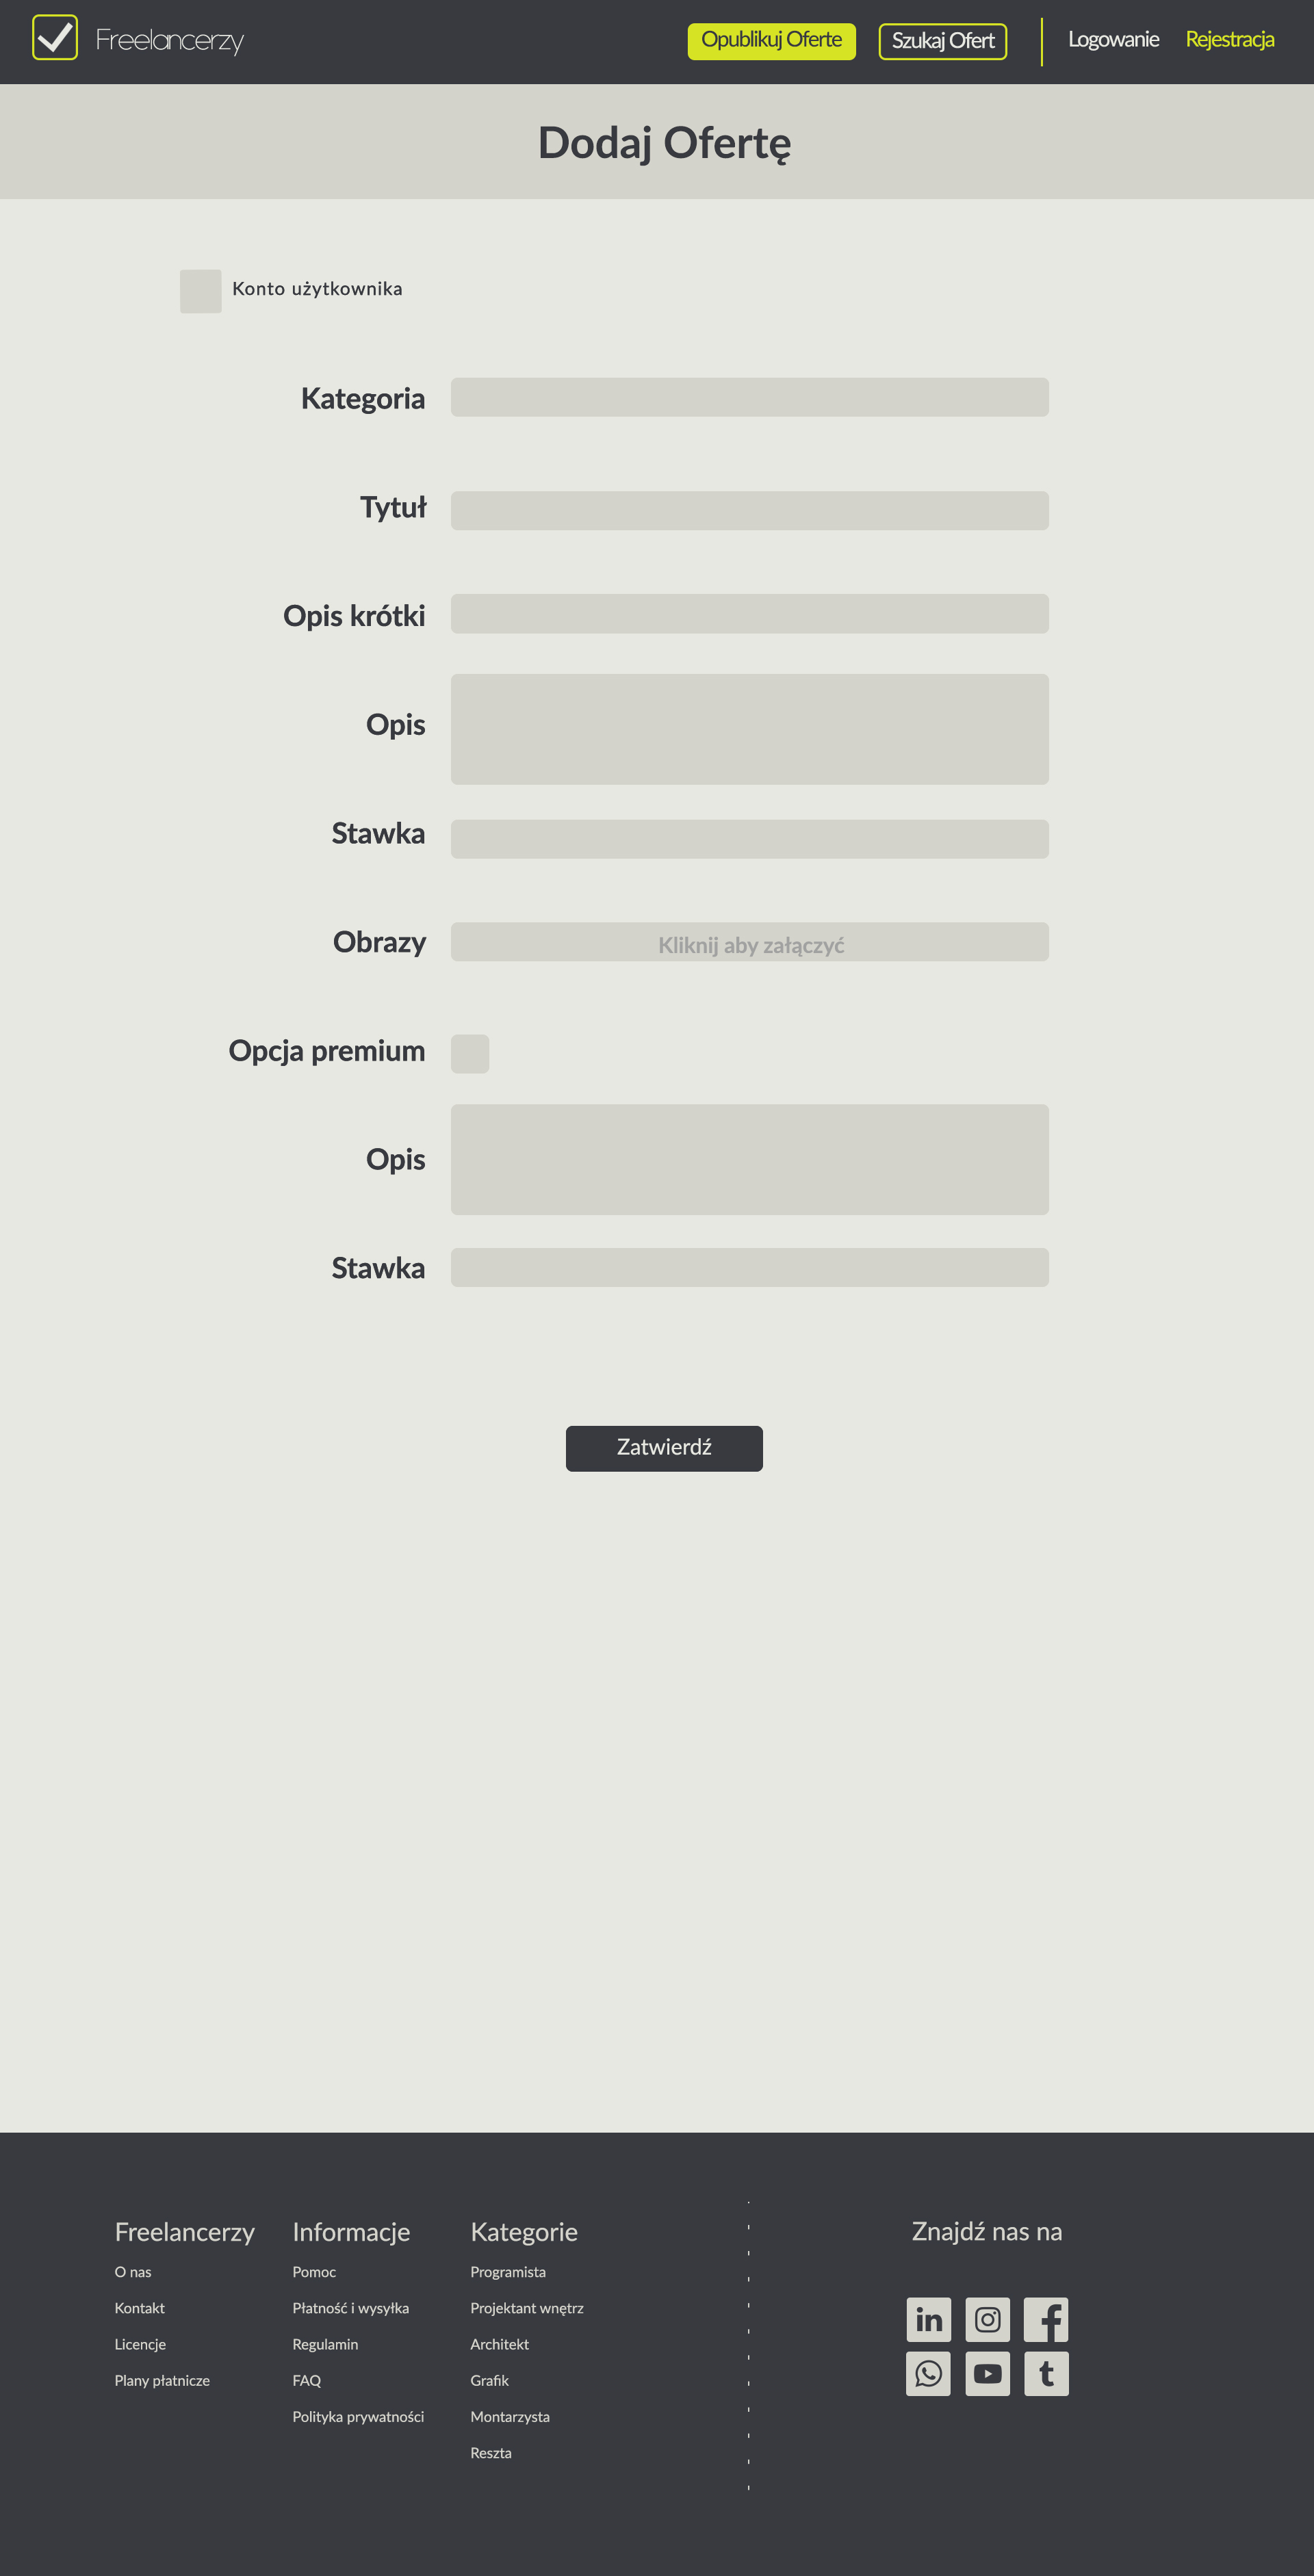 Freelancerzy
Opublikuj Oferte
Szukaj Ofert
Logowanie
Rejestracja
Dodaj Ofertę
Konto użytkownika
Kategoria
Tytuł
Opis krótki
Opis
Stawka
Obrazy
Kliknij aby załączyć
Opcja premium
Opis
Stawka
Zatwierdź
Freelancerzy
O nas
Kontakt
Licencje
Plany płatnicze
Informacje
Pomoc
Płatność i wysyłka
Regulamin
FAQ
Polityka prywatności
Kategorie
Programista
Projektant wnętrz
Architekt
Grafik
Montarzysta
Reszta
Znajdź nas na